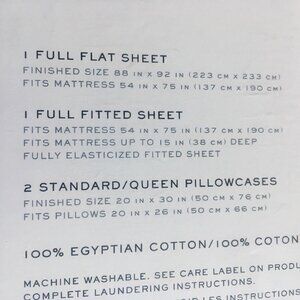 1 FULL FLAT SHEET
FINISHED SIZE 88 IN X 92 IN (223 CM X 233 CM)
FITS MATTRESS 54 IN X 75 IN (137 CM X 190 CM)
1 FULL FITTED SHEET
FITS MATTRESS 54 IN X 75 IN (137 CM X 190 CM)
FITS MATTRESS UP TO 15 IN (38 CM) DEEP
FULLY ELASTICIZED FITTED SHEET
2 STANDARD/QUEEN PILLOWCASES
FINISHED SIZE 20 IN X 30 IN (50 CM X 76 CM)
FITS PILLOWS 20 IN X 26 IN (50 CM X 66 CM)
100% EGYPTIAN COTTON/100% COTON
MACHINE WASHABLE. SEE CARE LABEL ON PRODU
COMPLETE LAUNDERING INSTRUCTIONS.
LES INSTRUCTIONS